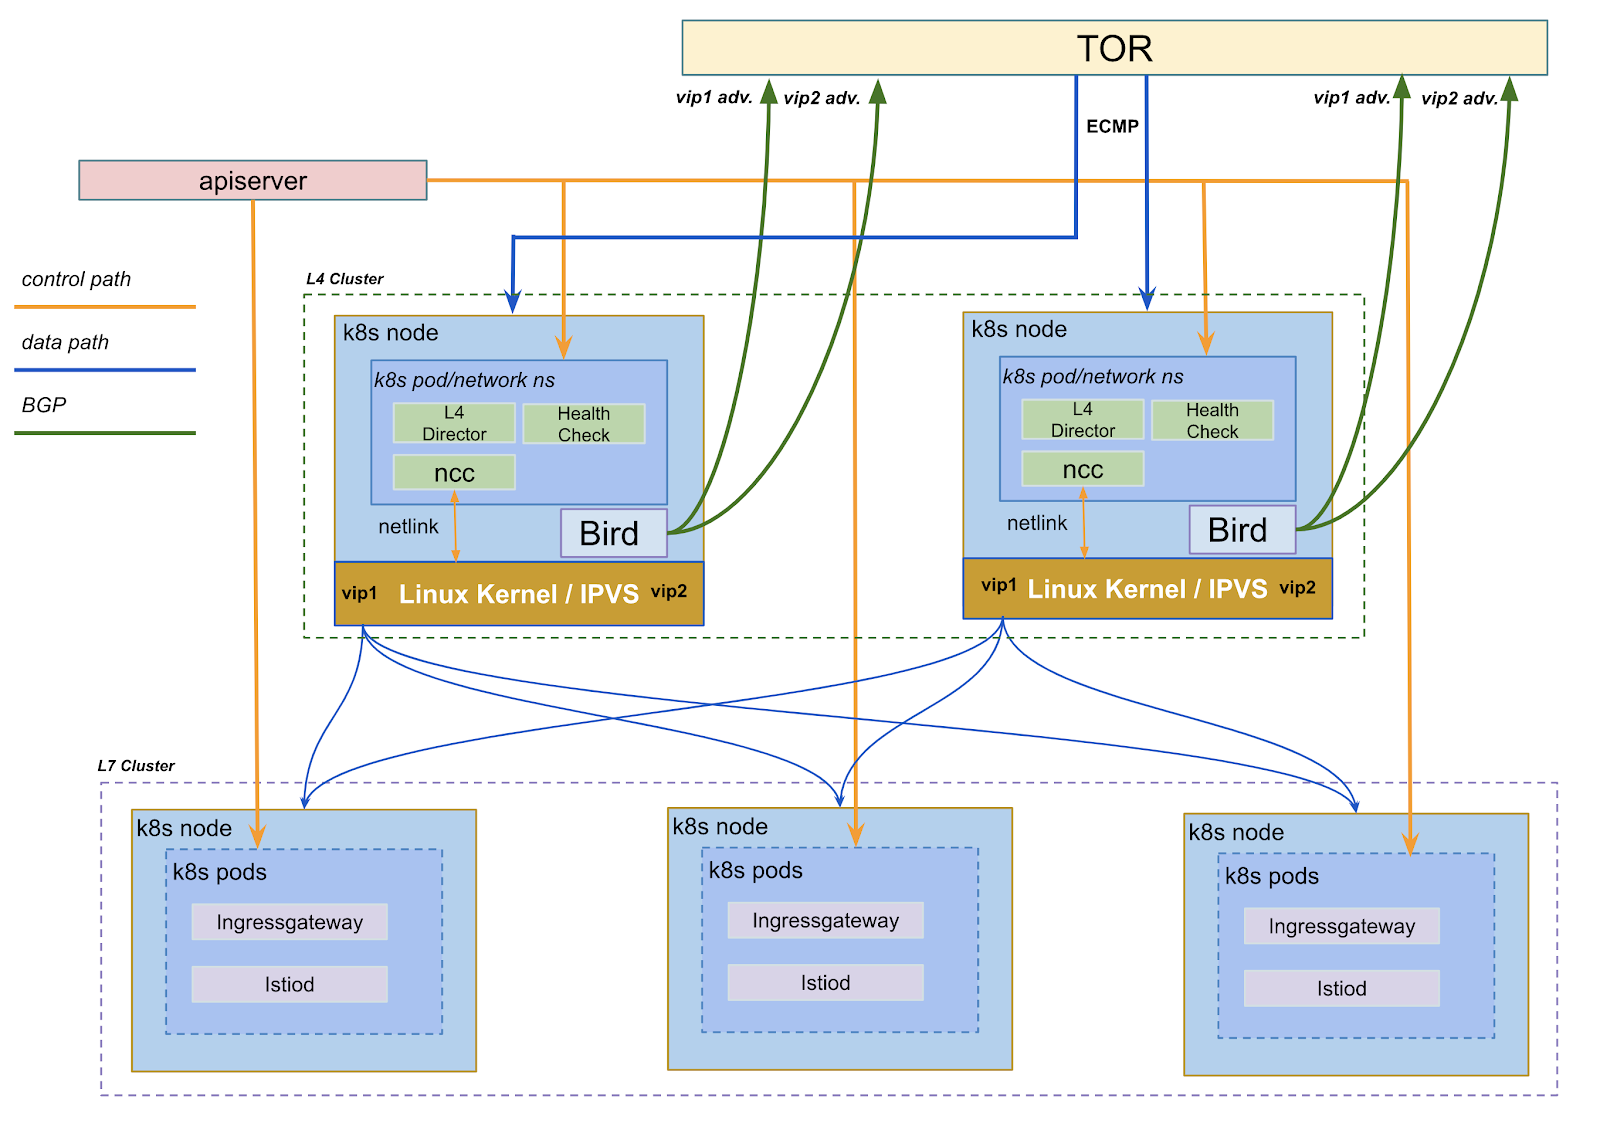 TOR
vip1 adv.
vip2 adv.
vip1 adv.
vip2 adv.
ECMP
apiserver
control path
data path
BGP
L4 Cluster
k8s node
k8s pod/network ns
L4
Director
Health
Check
ncc
netlink
Bird
vip1
Linux Kernel / IPVS
vip2
k8s node
k8s pod/network ns
L4
Director
Health
Check
ncc
netlink
Bird
vip1
Linux Kernel / IPVS
vip2
L7 Cluster
k8s node
k8s pods
Ingressgateway
Istiod
k8s node
k8s pods
Ingressgateway
Istiod
k8s node
k8s pods
Ingressgateway
Istiod